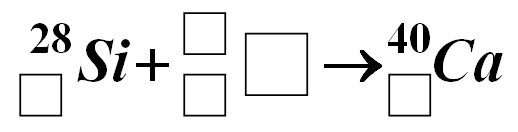 ²⁸Si + → ⁴⁰Ca